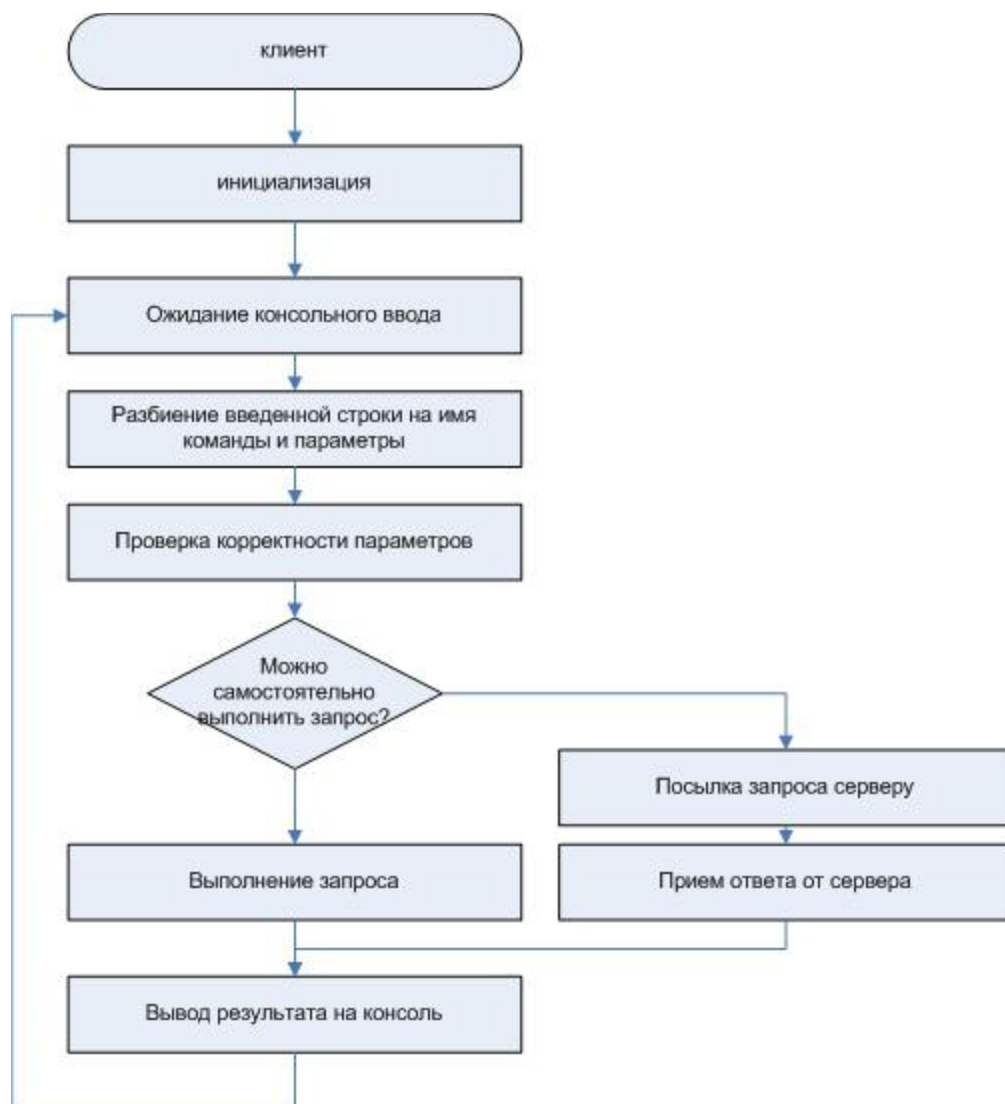 клиент
инициализация
Ожидание консольного ввода
Разбиение введенной строки на имя
команды и параметры
Проверка корректности параметров
Можно
самостоятельно
выполнить запрос?
Посылка запроса серверу
Выполнение запроса
Прием ответа от сервера
Вывод результата на консоль